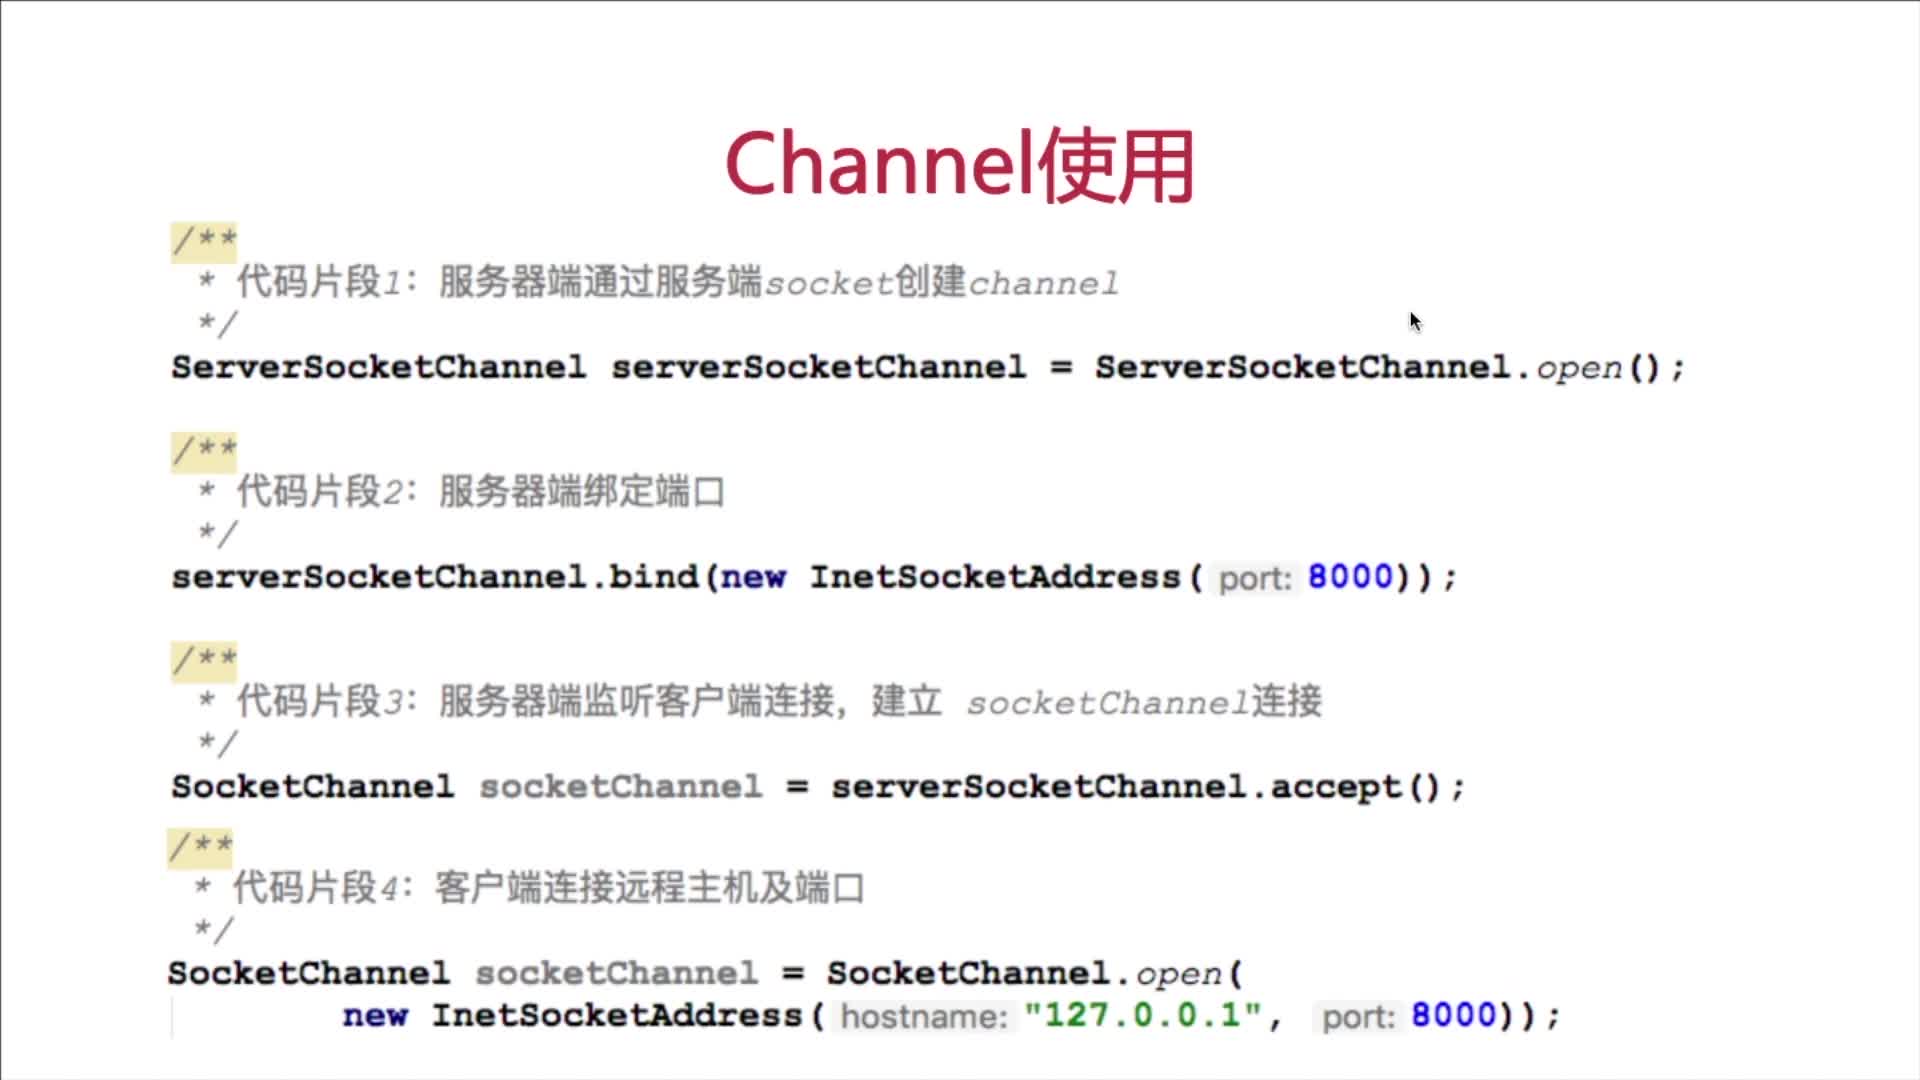 Channel使用
/**
* 代码片段1：服务器端通过服务端socket创建channel
*/
ServerSocketChannel serverSocketChannel = ServerSocketChannel.open();
/**
* 代码片段2：服务器端绑定端口
*/
serverSocketChannel.bind(new InetSocketAddress( port: 8000));
/**
* 代码片段3：服务器端监听客户端连接，建立 socketChannel连接
*/
SocketChannel socketChannel = serverSocketChannel.accept();
/**
* 代码片段4：客户端连接远程主机及端口
*/
SocketChannel socketChannel = SocketChannel.open(
new InetSocketAddress( hostname: "127.0.0.1", port: 8000));